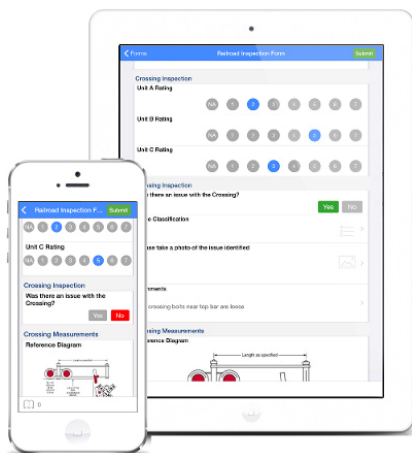 Forms
Railroad Inspection Form
Submit
Crossing Inspection
Unit A Rating
NA 1 2 3 4 5 6 7
Unit B Rating
NA 1 2 3 4 5 6 7
Unit C Rating
NA 1 2 3 4 5 6 7
ossing Inspection
there an issue with the Crossing?
Yes No
e Classification
ase take a photo of the issue identified
nments
crossing bolts near top bar are loose
ossing Measurements
ference Diagram
Length as specified
Railroad Inspection F...
Submit
NA 1 2 3 4 5 6 7
Unit C Rating
NA 1 2 3 4 5 6 7
Crossing Inspection
Was there an issue with the
Crossing?
Yes No
Crossing Measurements
Reference Diagram
0